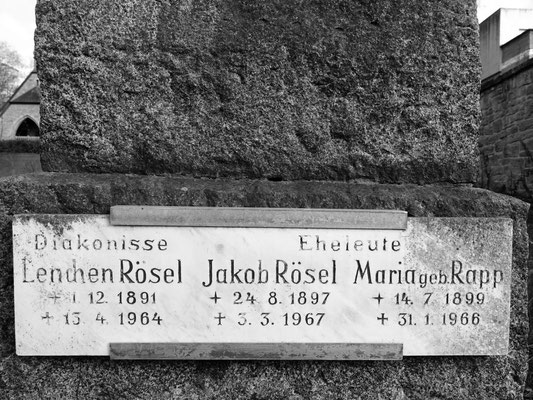 Diakonisse Eheleute
Lenchen Rösel Jakob Rösel Maria geb. Rapp
+ 1. 12. 1891 + 24. 8. 1897 + 14. 7. 1899
+ 13. 4. 1964 + 3. 3. 1967 + 31. 1. 1966